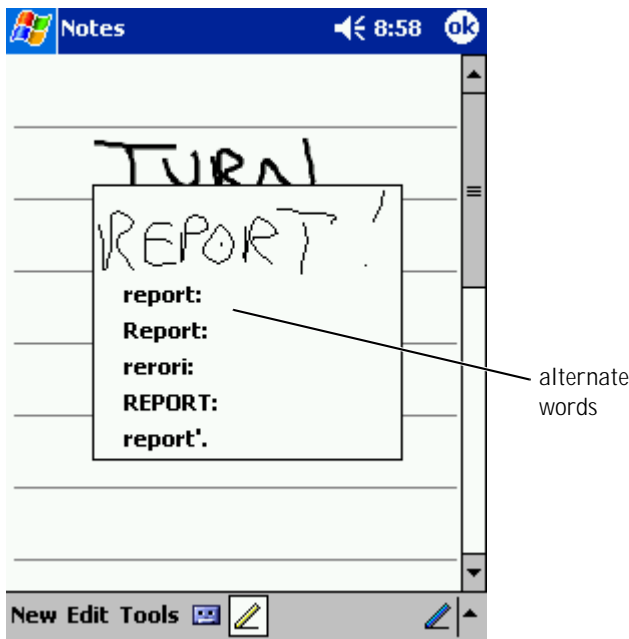 Notes 8:58 ok
TURN
REPORT!
report:
Report:
rerori:
REPORT:
report'.
alternate
words
New Edit Tools